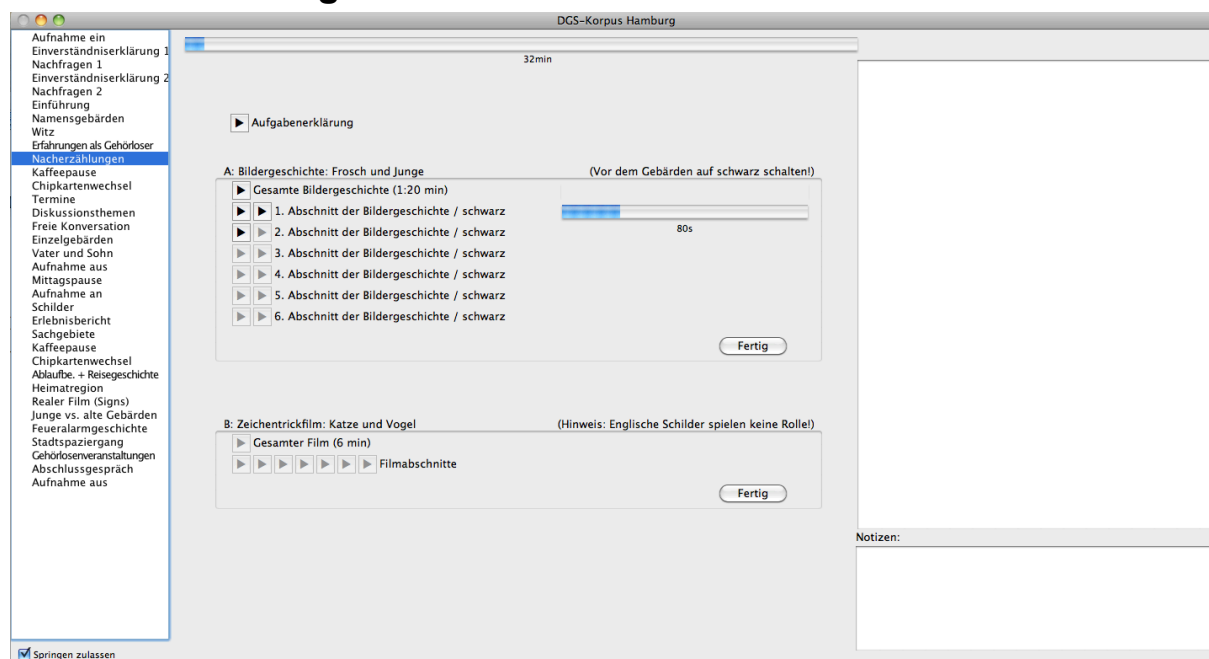 DGS-Korpus Hamburg
Aufnahme ein
Einverständniserklärung 1
Nachfragen 1
Einverständniserklärung 2
Nachfragen 2
Einführung
Namensgebärden
Witz
Erfahrungen als Gehörloser
Nacherzählungen
Kaffeepause
Chipkartenwechsel
Termine
Diskussionsthemen
Freie Konversation
Einzelgebärden
Vater und Sohn
Aufnahme aus
Mittagspause
Aufnahme an
Schilder
Erlebnisbericht
Sachgebiete
Kaffeepause
Chipkartenwechsel
Ablaufbe. + Reisegeschichte
Heimatregion
Realer Film (Signs)
Junge vs. alte Gebärden
Feueralarmgeschichte
Stadtspaziergang
Gehörlosenveranstaltungen
Abschlussgespräch
Aufnahme aus
Springen zulassen
32min
Aufgabenerklärung
A: Bildergeschichte: Frosch und Junge (Vor dem Gebärden auf schwarz schalten!)
Gesamte Bildergeschichte (1:20 min)
1. Abschnitt der Bildergeschichte / schwarz
80s
2. Abschnitt der Bildergeschichte / schwarz
3. Abschnitt der Bildergeschichte / schwarz
4. Abschnitt der Bildergeschichte / schwarz
5. Abschnitt der Bildergeschichte / schwarz
6. Abschnitt der Bildergeschichte / schwarz
Fertig
B: Zeichentrickfilm: Katze und Vogel (Hinweis: Englische Schilder spielen keine Rolle!)
Gesamter Film (6 min)
Filmabschnitte
Fertig
Notizen: